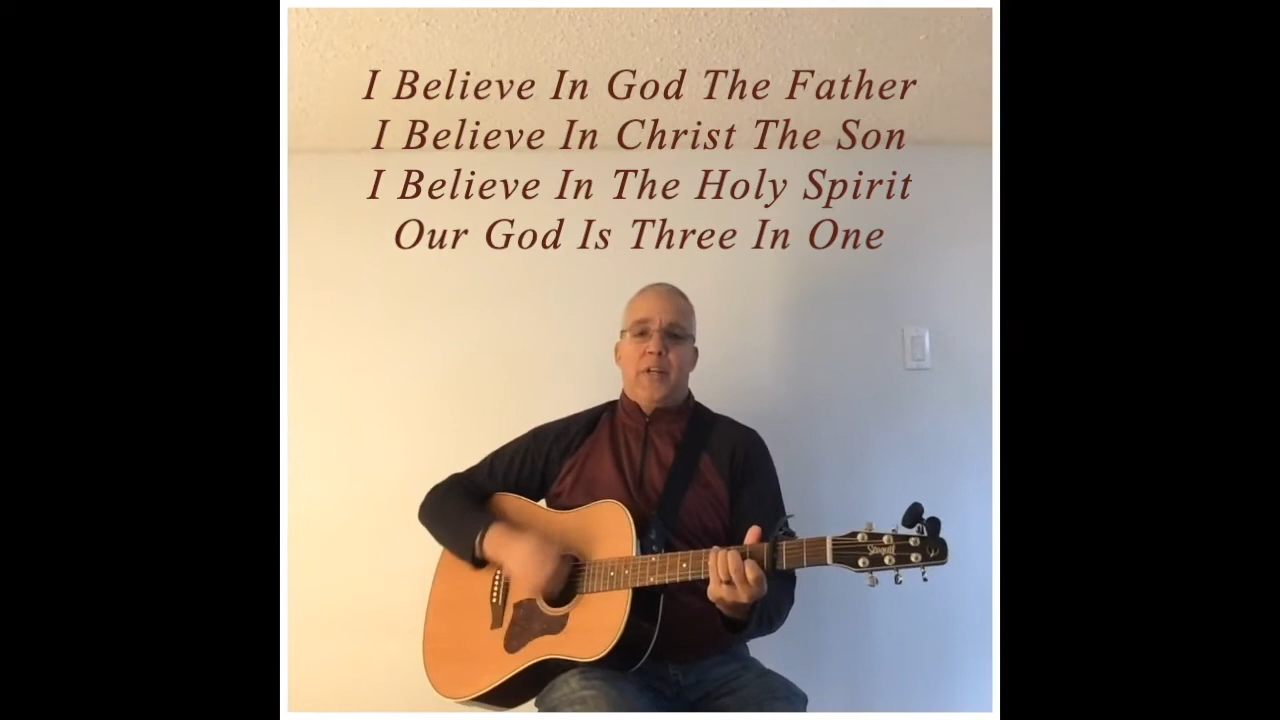 I Believe In God The Father
I Believe In Christ The Son
I Believe In The Holy Spirit
Our God Is Three In One
Seagull